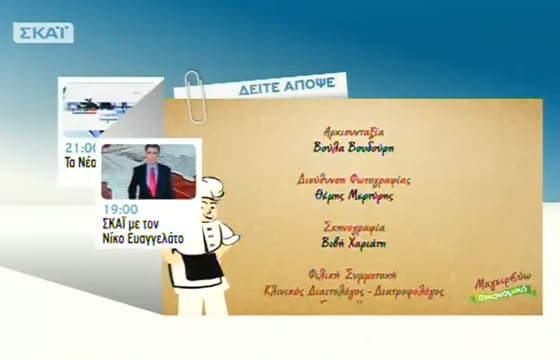 ΣΚΑΪ
ΔΕΙΤΕ ΑΠΟΨΕ
21:00
Τα Νέα
19:00
ΣΚΑΪ με τον
Νίκο Ευαγγελάτο
Αρχισυνταξία
Βούλα Βουδούρη
Διεύθυνση Φωτογραφίας
Θέμης Μερτύρης
Σκηνογραφία
Βιβή Χαριάτη
Φιλική Συμμετοχή
Κλινικός Διαιτολόγος - Διατροφολόγος
Μαγειρεύω
οικονομικά